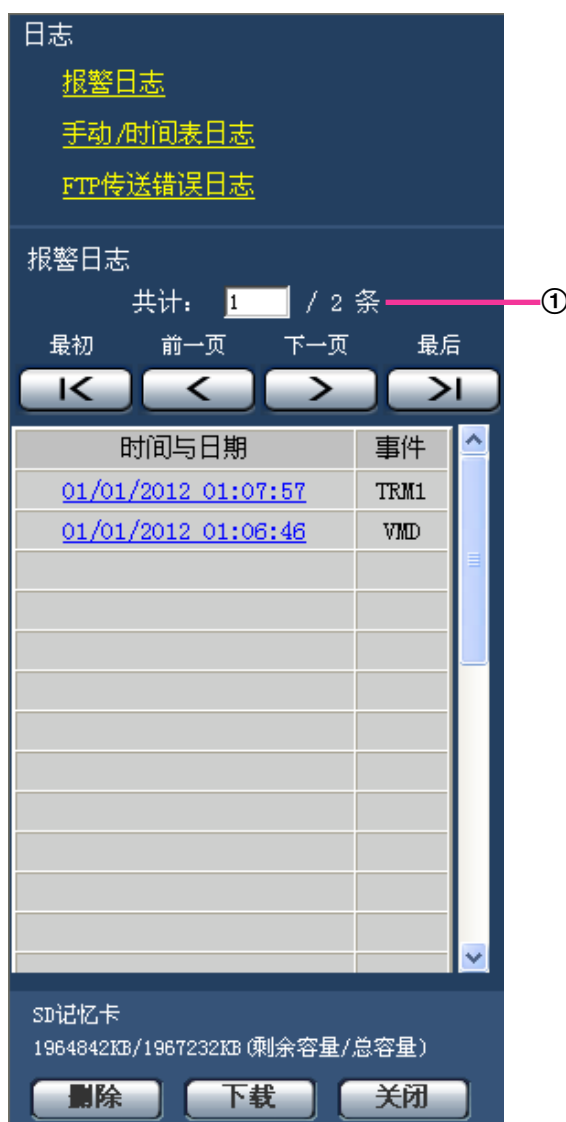 日志
报警日志
手动/时间表日志
FTP传送错误日志
报警日志
共计： 1 / 2 条 ①
最初 前一页 下一页 最后
时间与日期 事件
01/01/2012 01:07:57 TRM1
01/01/2012 01:06:46 VMD
SD记忆卡
1964842KB/1967232KB(剩余容量/总容量)
删除 下载 关闭